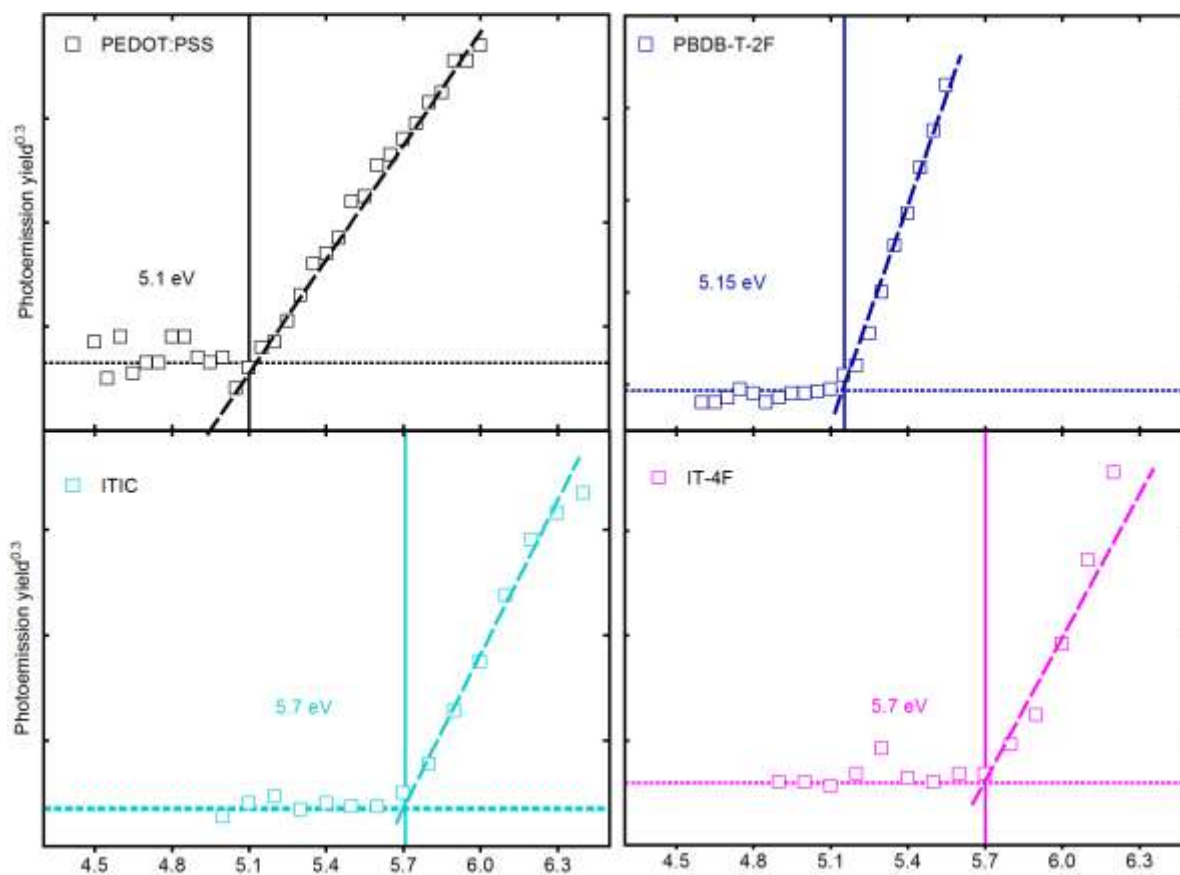 PEDOT:PSS
PBDB-T-2F
Photoemission yield^0.3
5.1 eV
5.15 eV
ITIC
IT-4F
Photoemission yield^0.3
5.7 eV
5.7 eV
4.5 4.8 5.1 5.4 5.7 6.0 6.3
4.5 4.8 5.1 5.4 5.7 6.0 6.3